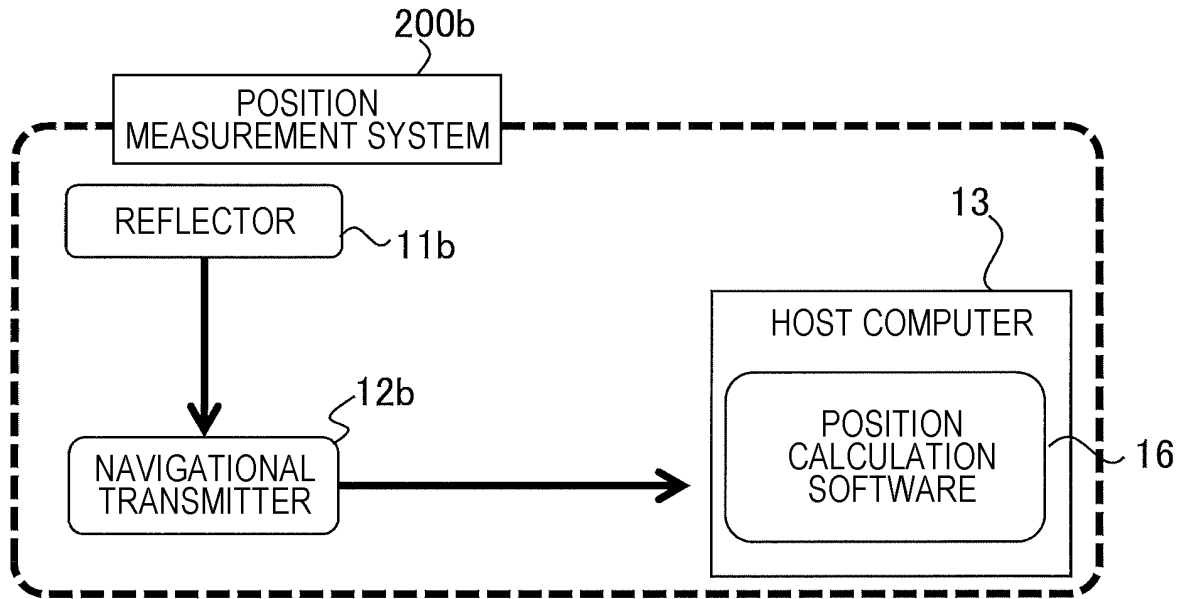 200b
POSITION
MEASUREMENT SYSTEM
REFLECTOR
11b
13
HOST COMPUTER
12b
NAVIGATIONAL
TRANSMITTER
POSITION
CALCULATION
SOFTWARE
16